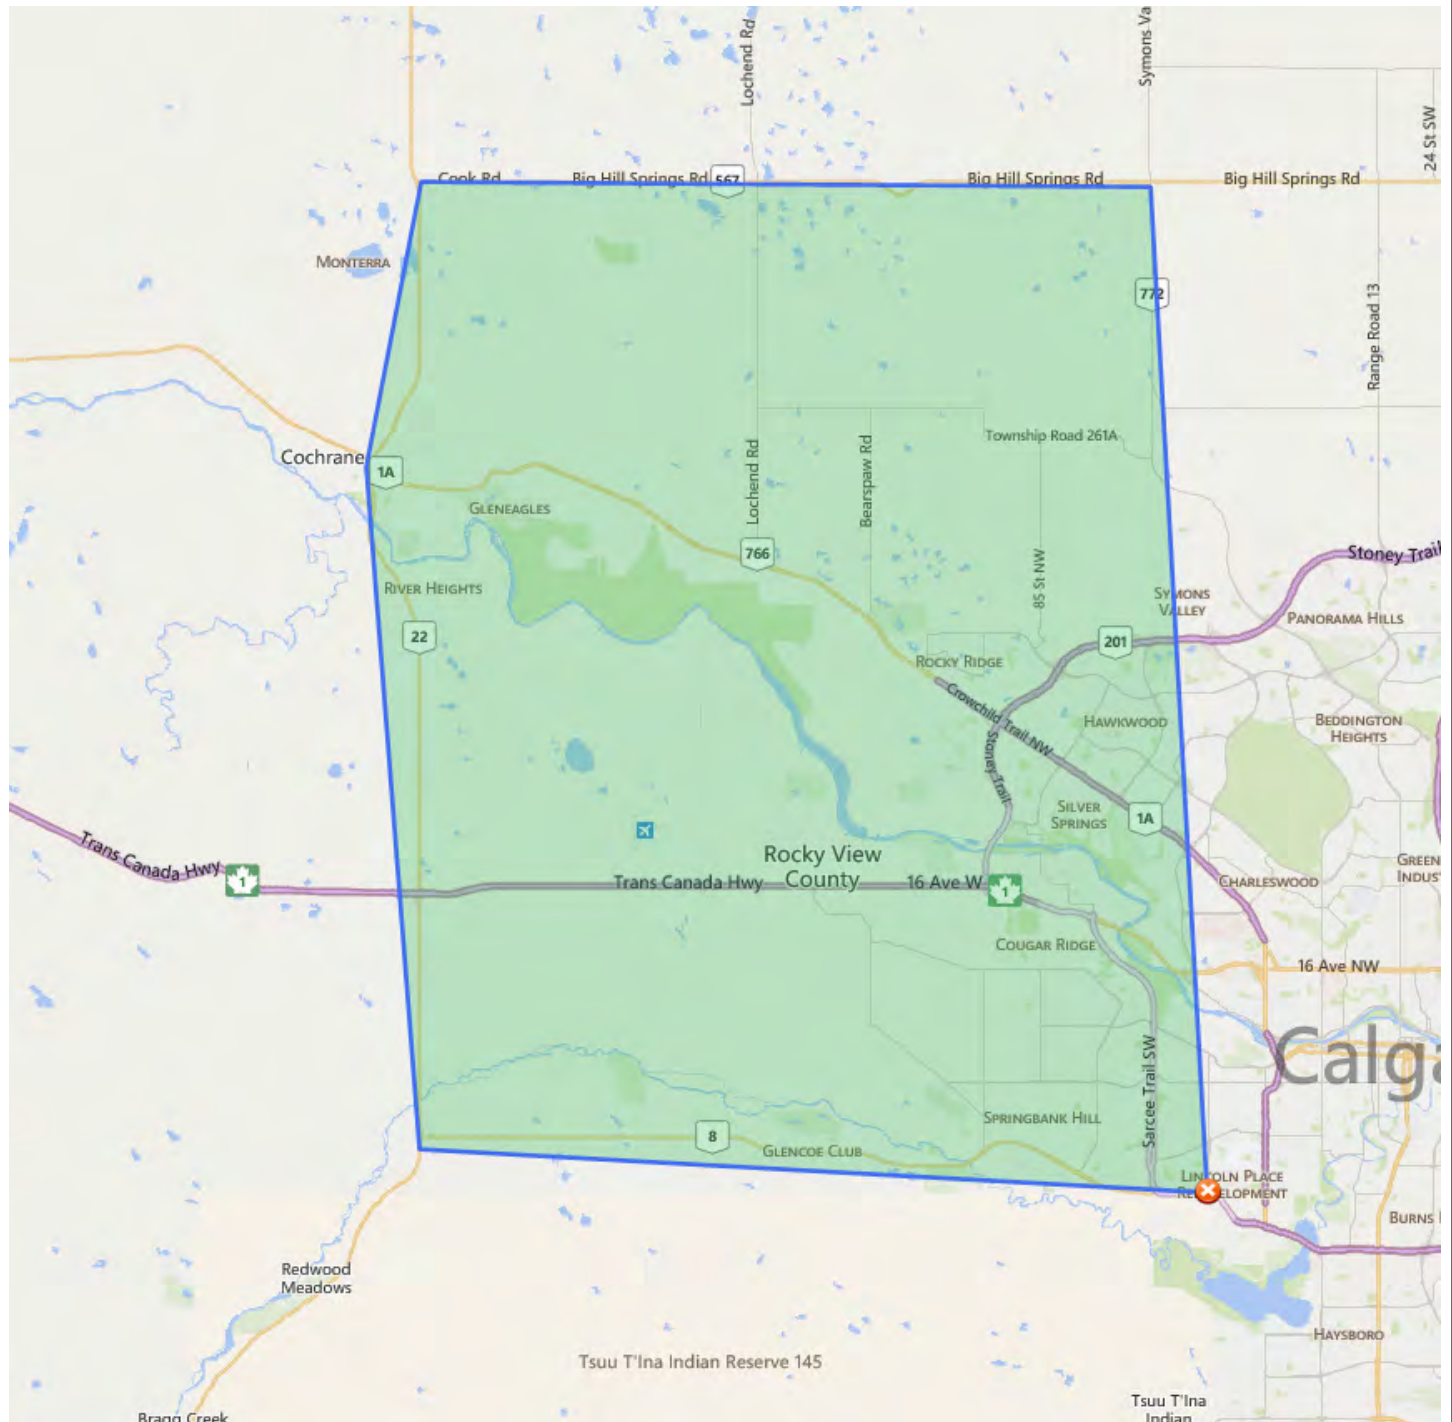 Lochend Rd
Symons Va
24 St SW
Cook Rd
Big Hill Springs Rd
567
Big Hill Springs Rd
Big Hill Springs Rd
MONTERRA
772
Range Road 13
Township Road 261A
Cochrane
1A
Lochend Rd
Bearspaw Rd
GLENEAGLES
766
Stoney Trail
85 St NW
RIVER HEIGHTS
SYMONS
VALLEY
PANORAMA HILLS
22
201
ROCKY RIDGE
Crowchild Trail NW
HAWKWOOD
BEDDINGTON
HEIGHTS
Stoney Trail
SILVER
SPRINGS
1A
Trans Canada Hwy
1
Rocky View
County
Trans Canada Hwy
16 Ave W
1
CHARLESWOOD
GREEN
INDUS
COUGAR RIDGE
16 Ave NW
Calga
Sarcee Trail SW
SPRINGBANK HILL
8
GLENCOE CLUB
LINCOLN PLACE
REDEVELOPMENT
BURNS
Redwood
Meadows
HAYSBORO
Tsuu T'Ina Indian Reserve 145
Tsuu T'Ina
Indian
Bragg Creek